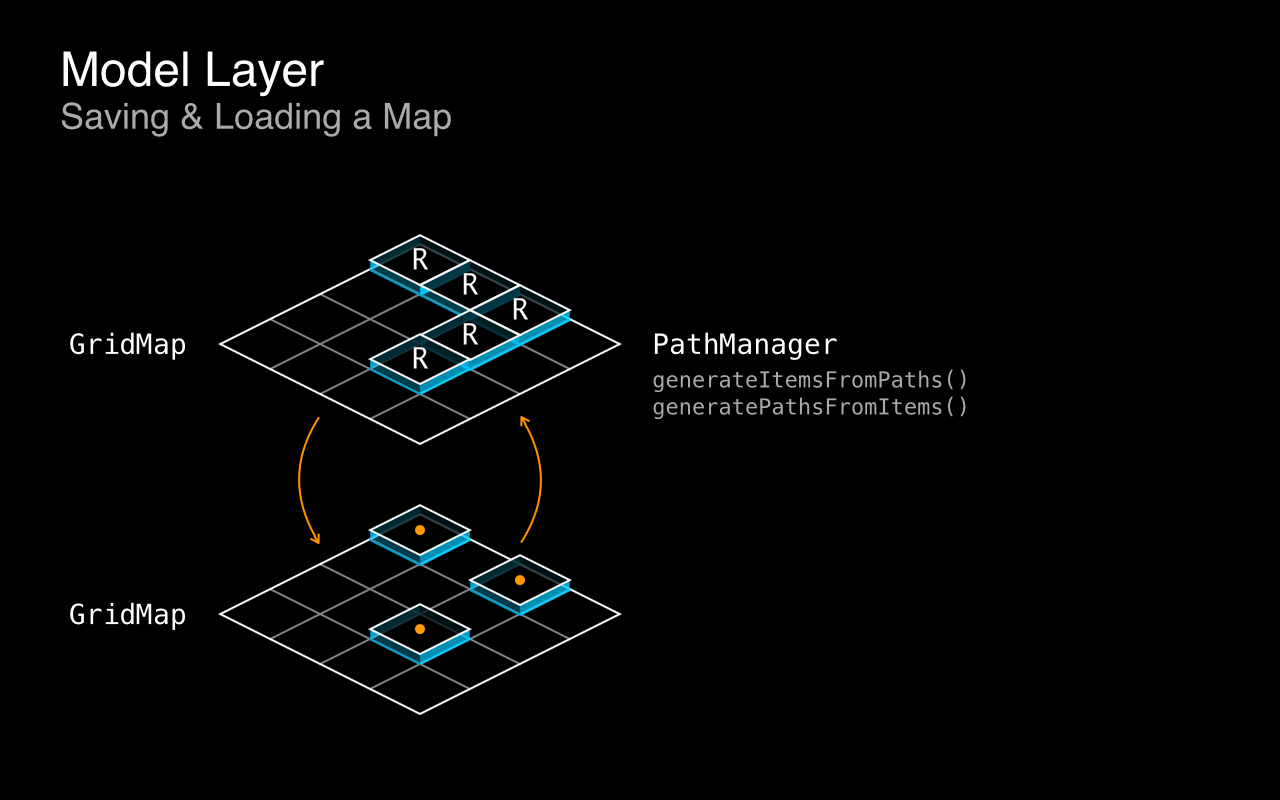 Model Layer
Saving & Loading a Map
R
R
R
R
R
GridMap
PathManager
generateItemsFromPaths()
generatePathsFromItems()
GridMap